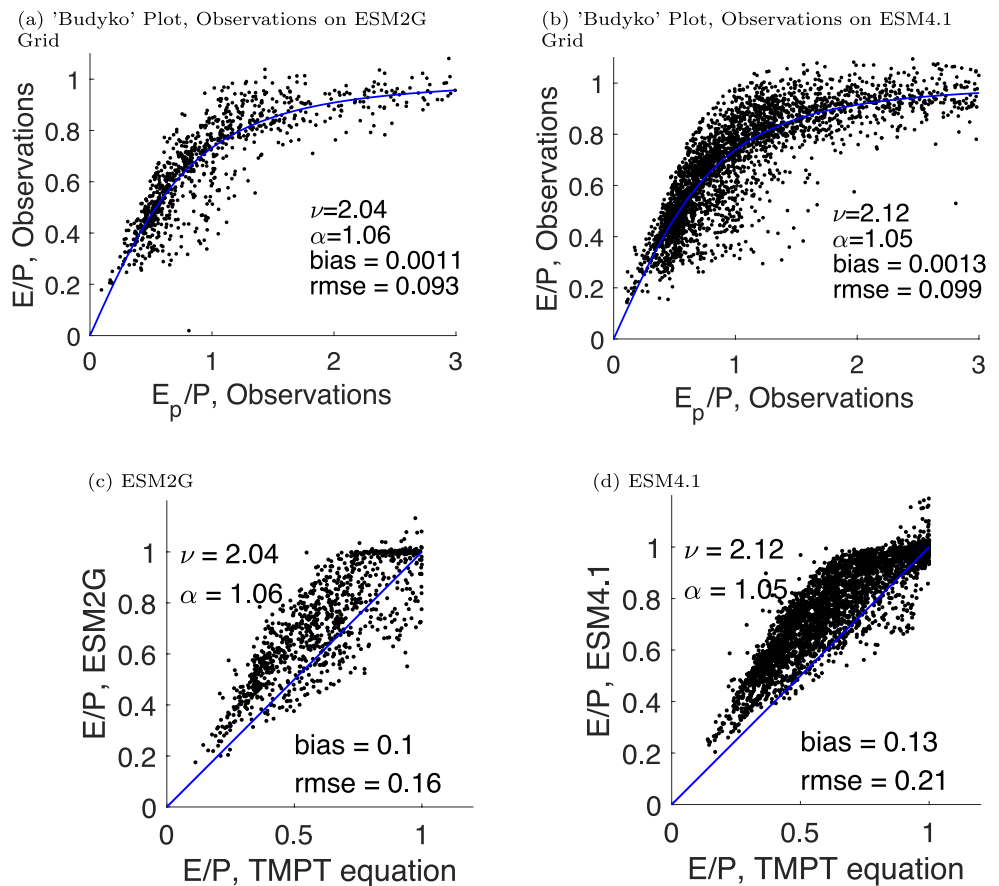 (a) 'Budyko' Plot, Observations on ESM2G
Grid
1
0.8
0.6
0.4
0.2
0
E/P, Observations
ν=2.04
α=1.06
bias = 0.0011
rmse = 0.093
0 1 2 3
Ep/P, Observations
(b) 'Budyko' Plot, Observations on ESM4.1
Grid
1
0.8
0.6
0.4
0.2
0
E/P, Observations
ν=2.12
α=1.05
bias = 0.0013
rmse = 0.099
0 1 2 3
Ep/P, Observations
(c) ESM2G
1
0.8
0.6
0.4
0.2
0
E/P, ESM2G
ν = 2.04
α = 1.06
bias = 0.1
rmse = 0.16
0 0.5 1
E/P, TMPT equation
(d) ESM4.1
1
0.8
0.6
0.4
0.2
0
E/P, ESM4.1
ν = 2.12
α = 1.05
bias = 0.13
rmse = 0.21
0 0.5 1
E/P, TMPT equation